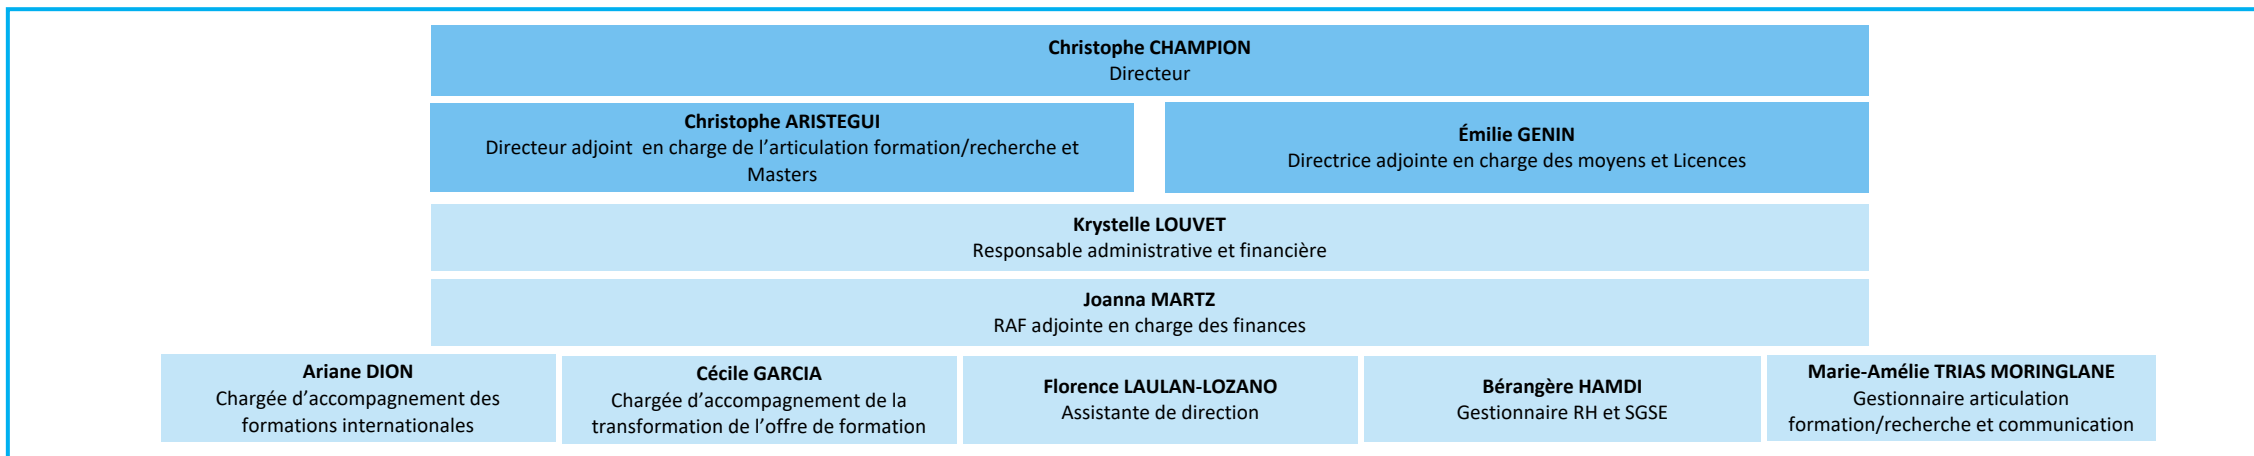 Christophe CHAMPION
Directeur
Christophe ARISTEGUI
Directeur adjoint  en charge de l’articulation formation/recherche et
Masters
Émilie GENIN
Directrice adjointe en charge des moyens et Licences
Krystelle LOUVET
Responsable administrative et financière
Joanna MARTZ
RAF adjointe en charge des finances
Ariane DION
Chargée d’accompagnement des
formations internationales
Cécile GARCIA
Chargée d’accompagnement de la
transformation de l’offre de formation
Florence LAULAN-LOZANO
Assistante de direction
Bérangère HAMDI
Gestionnaire RH et SGSE
Marie-Amélie TRIAS MORINGLANE
Gestionnaire articulation
formation/recherche et communication